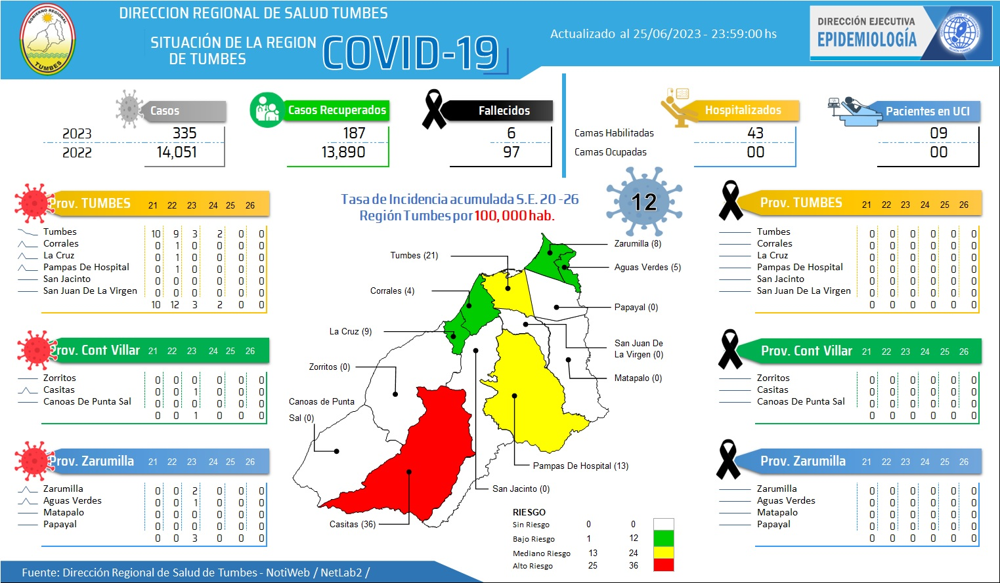 GOBIERNO REGIONAL
TUMBES
DIRECCION REGIONAL DE SALUD TUMBES
SITUACIÓN DE LA REGION
DE TUMBES
COVID-19
Actualizado al 25/06/2023 - 23:59:00 hs
DIRECCIÓN EJECUTIVA
EPIDEMIOLOGÍA
Casos
Casos Recuperados
Fallecidos
Hospitalizados
Pacientes en UCI
2023 335 187 6 Camas Habilitadas 43 09
2022 14,051 13,890 97 Camas Ocupadas 00 00
Prov. TUMBES 21 22 23 24 25 26
Tumbes 10 9 3 2 0 0
Corrales 0 1 0 0 0 0
La Cruz 0 1 0 0 0 0
Pampas De Hospital 0 1 0 0 0 0
San Jacinto 0 0 0 0 0 0
San Juan De La Virgen 0 0 0 0 0 0
10 12 3 2 0 0
Prov. Cont Villar 21 22 23 24 25 26
Zorritos 0 0 0 0 0 0
Casitas 0 0 1 0 0 0
Canoas De Punta Sal 0 0 0 0 0 0
0 0 1 0 0 0
Prov. Zarumilla 21 22 23 24 25 26
Zarumilla 0 0 2 0 0 0
Aguas Verdes 0 0 1 0 0 0
Matapalo 0 0 0 0 0 0
Papayal 0 0 0 0 0 0
0 0 3 0 0 0
Tasa de Incidencia acumulada S.E. 20 -26
Región Tumbes por 100, 000 hab.
12
Zarumilla (8)
Tumbes (21)
Aguas Verdes (5)
Corrales (4)
Papayal (0)
La Cruz (9)
San Juan De
La Virgen (0)
Zorritos (0)
Matapalo (0)
Canoas de Punta
Sal (0)
Pampas De Hospital (13)
San Jacinto (0)
Casitas (36)
RIESGO
Sin Riesgo 0 0
Bajo Riesgo 1 12
Mediano Riesgo 13 24
Alto Riesgo 25 36
Prov. TUMBES 21 22 23 24 25 26
Tumbes 0 0 0 0 0 0
Corrales 0 0 0 0 0 0
La Cruz 0 0 0 0 0 0
Pampas De Hospital 0 0 0 0 0 0
San Jacinto 0 0 0 0 0 0
San Juan De La Virgen 0 0 0 0 0 0
0 0 0 0 0 0
Prov. Cont Villar 21 22 23 24 25 26
Zorritos 0 0 0 0 0 0
Casitas 0 0 0 0 0 0
Canoas De Punta Sal 0 0 0 0 0 0
0 0 0 0 0 0
Prov. Zarumilla 21 22 23 24 25 26
Zarumilla 0 0 0 0 0 0
Aguas Verdes 0 0 0 0 0 0
Matapalo 0 0 0 0 0 0
Papayal 0 0 0 0 0 0
0 0 0 0 0 0
Fuente: Dirección Regional de Salud de Tumbes - NotiWeb / NetLab2 /